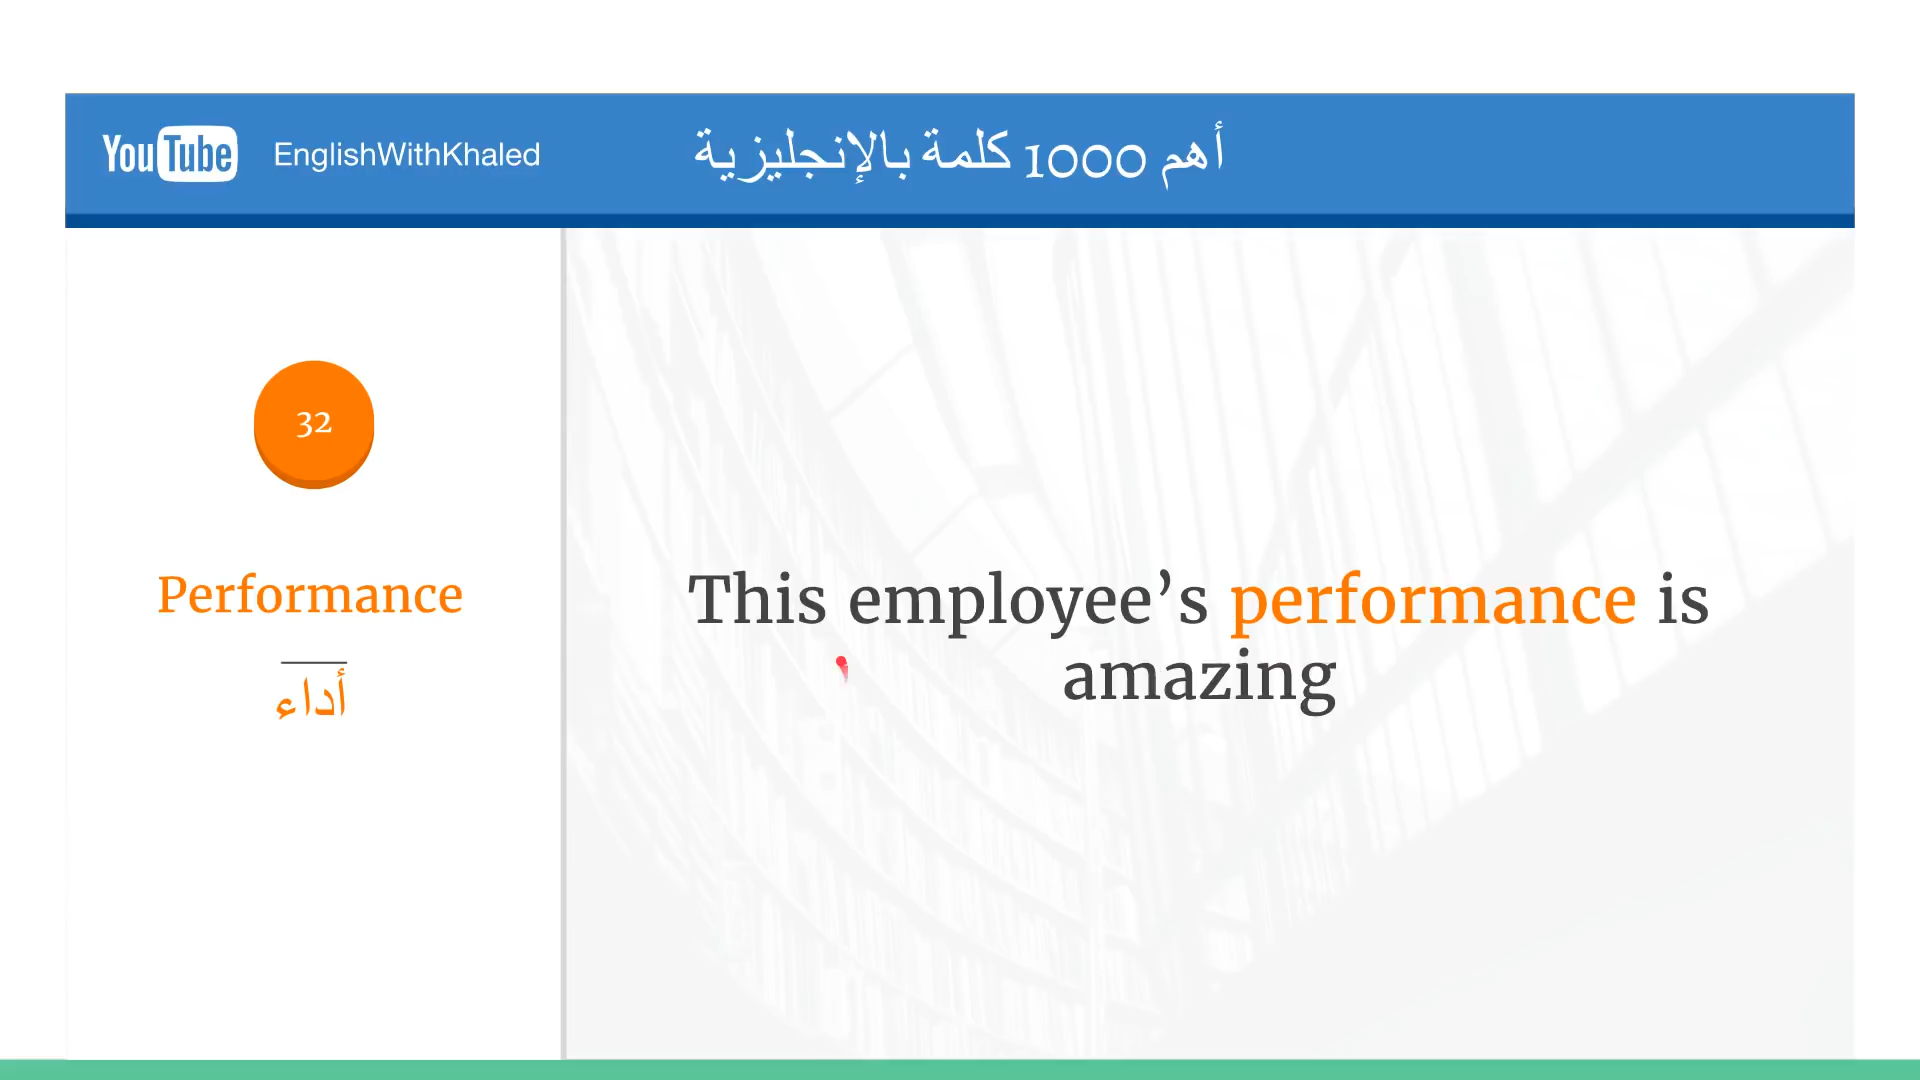 YouTube EnglishWithKhaled
أهم 1000 كلمة بالإنجليزية
32
Performance
أداء
This employee’s performance is
amazing